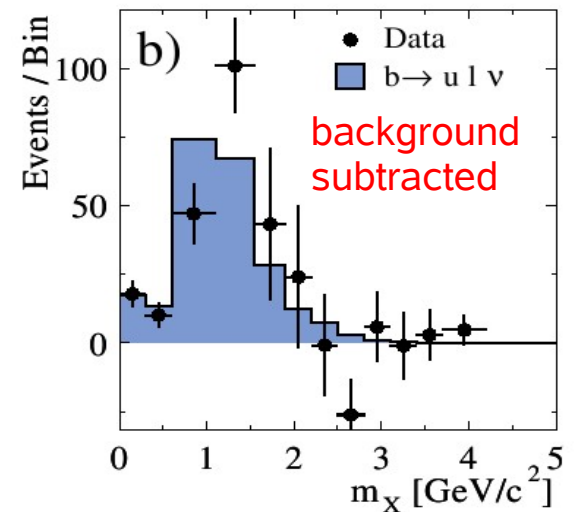 b)
Data
b→ u l ν
background
subtracted
Events / Bin
100
50
0
0 1 2 3 4 5
m_X [GeV/c²]